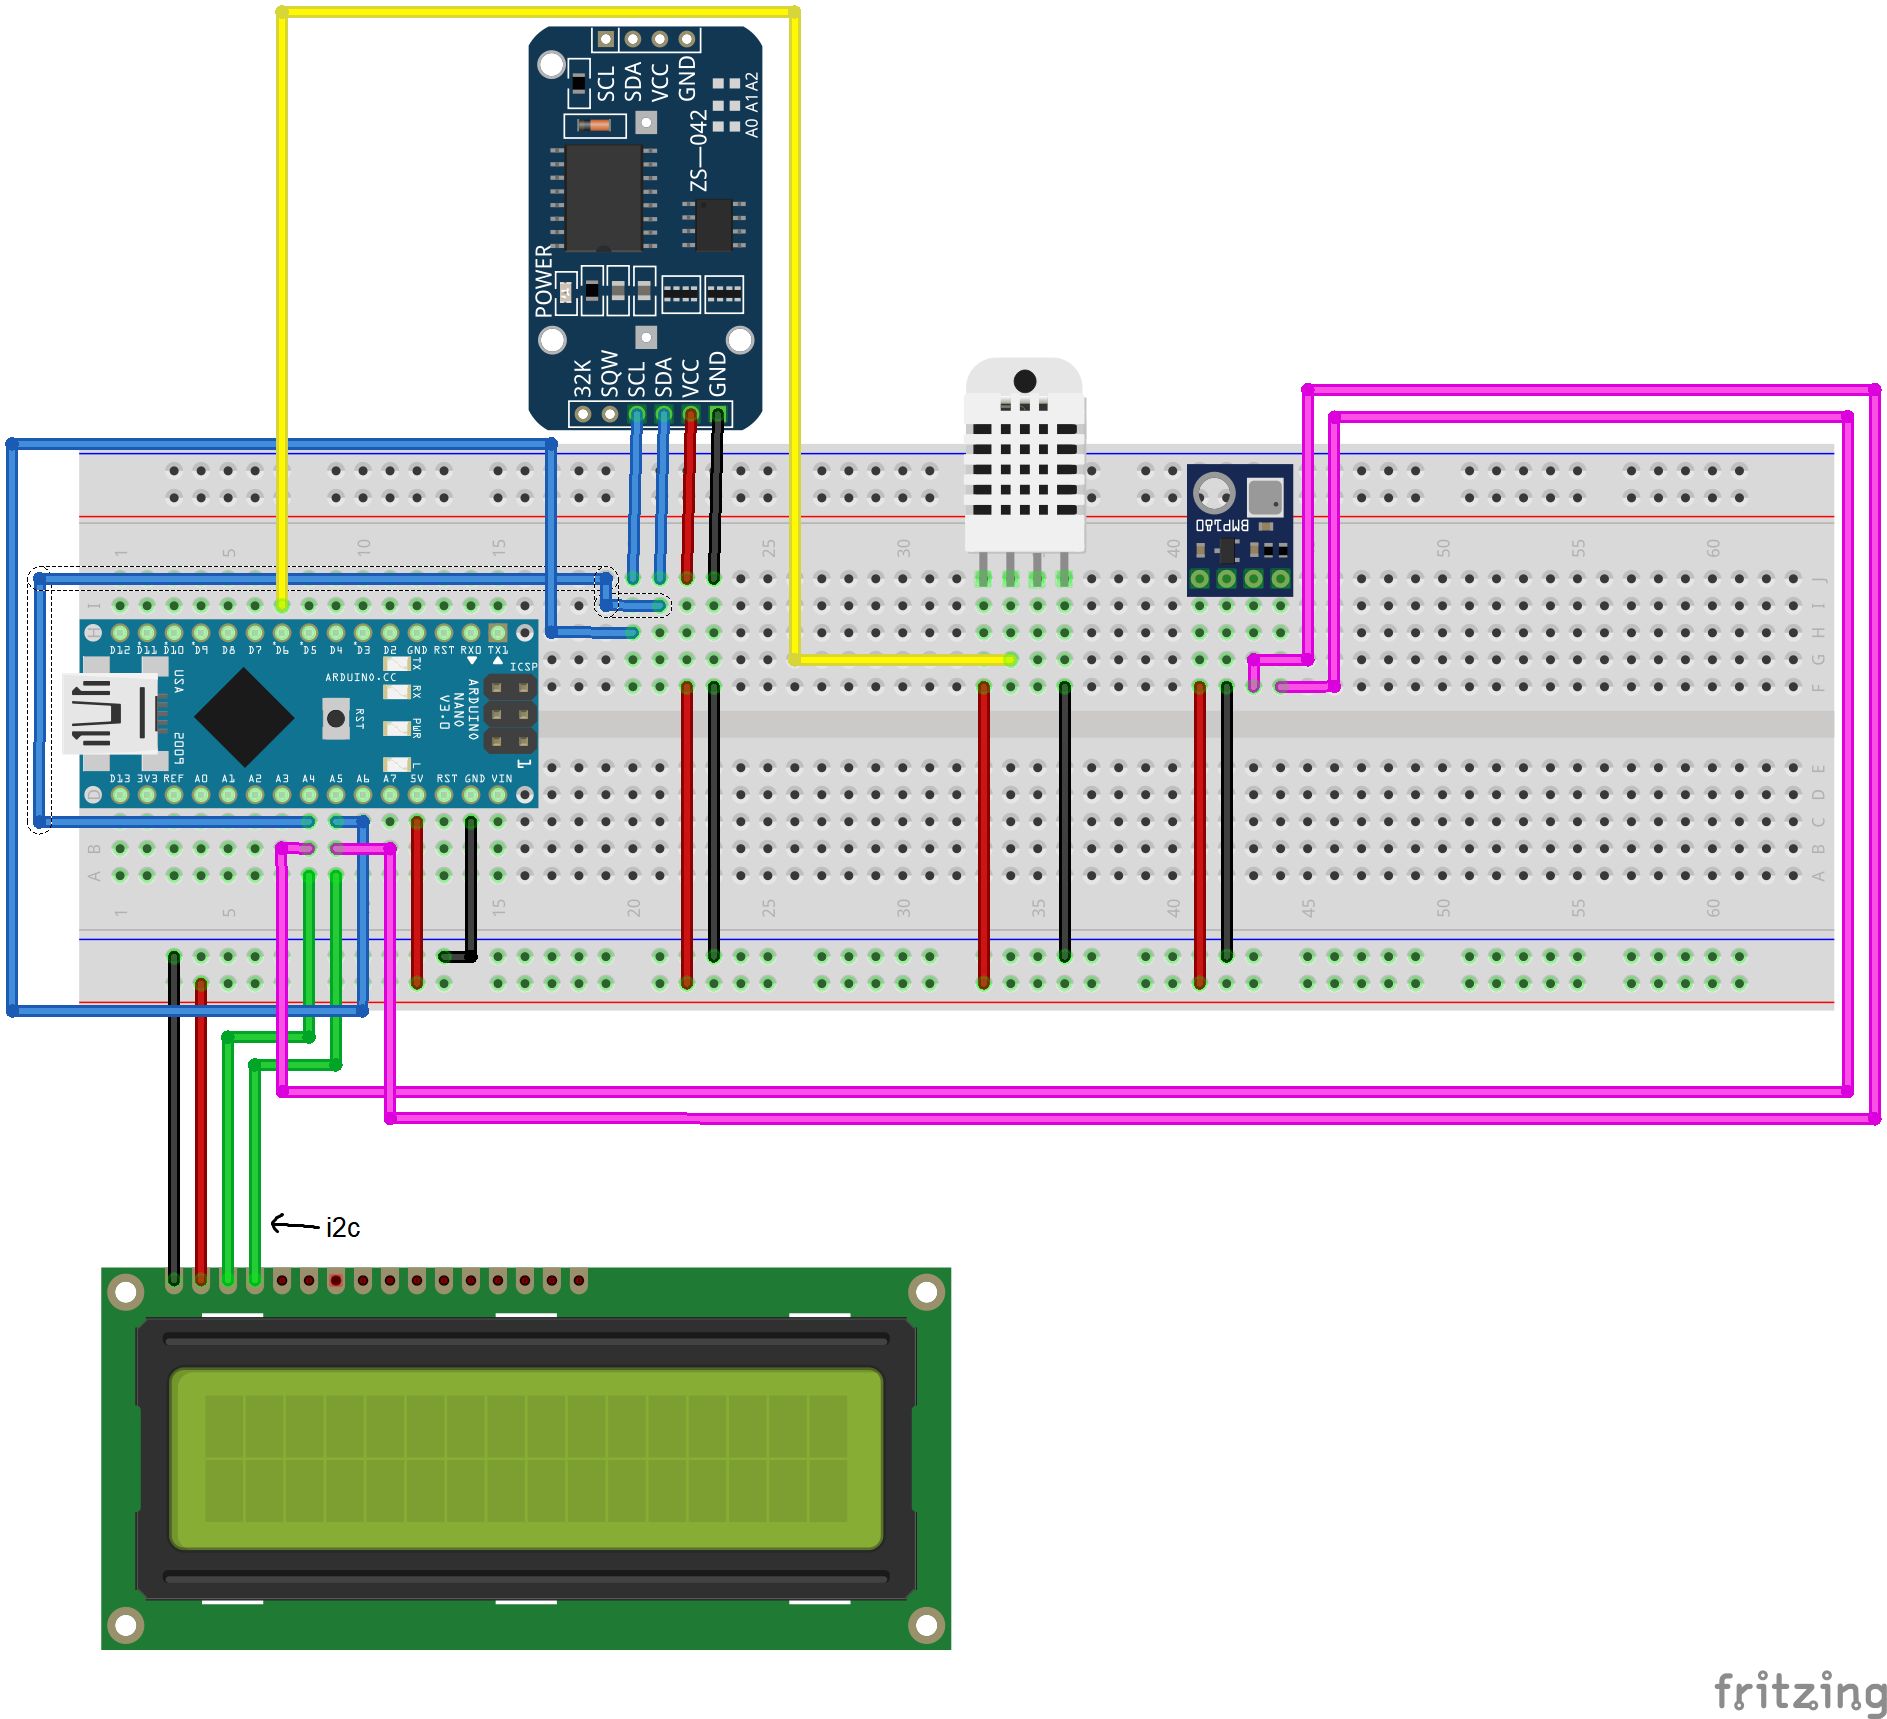 SCL
SDA
VCC
GND
A0 A1 A2
ZS-042
POWER
32K
SQW
SCL
SDA
VCC
GND
BMP180
1 5 10 15 25 30 35 40 50 55 60
J
I I
H H
G
F
D12 D11 D10 D9 D8 D7 D6 D5 D4 D3 D2 GND RST RX0 TX1
TX
RX
PWR
L
ICSP
ARDUINO.CC
RST
USA
2009
ARDUINO
NANO
V3.0
D13 3V3 REF A0 A1 A2 A3 A4 A5 A6 A7 5V RST GND VIN
E
D D
C
B B
A A
1 5 15 20 25 30 35 40 45 50 55 60
i2c
fritzing